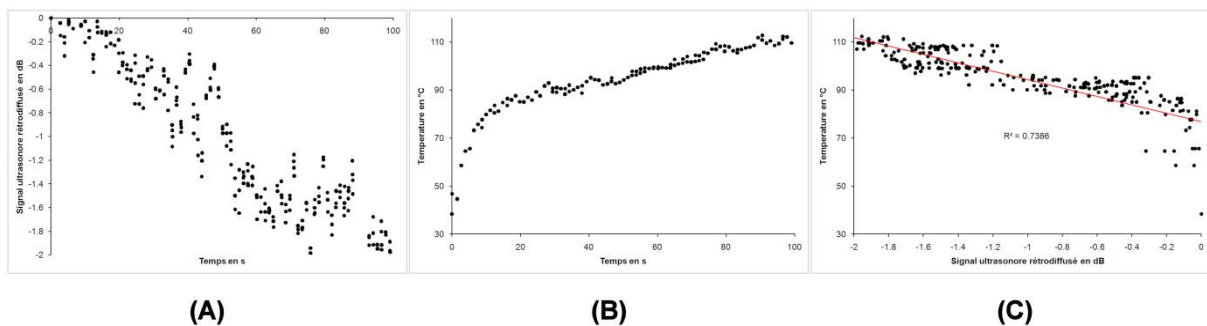 0
0 20 40 60 80 100
-0.2
-0.4
-0.6
-0.8
-1
-1.2
-1.4
-1.6
-1.8
-2
Signal ultrasonore rétrodiffusé en dB
Temps en s
(A)
110
90
70
50
30
0 20 40 60 80 100
Temperature en °C
Temps en s
(B)
110
90
70
50
30
-2 -1.8 -1.6 -1.4 -1.2 -1 -0.8 -0.6 -0.4 -0.2 0
Temperature en °C
R² = 0.7386
Signal ultrasonore rétrodiffusé en dB
(C)